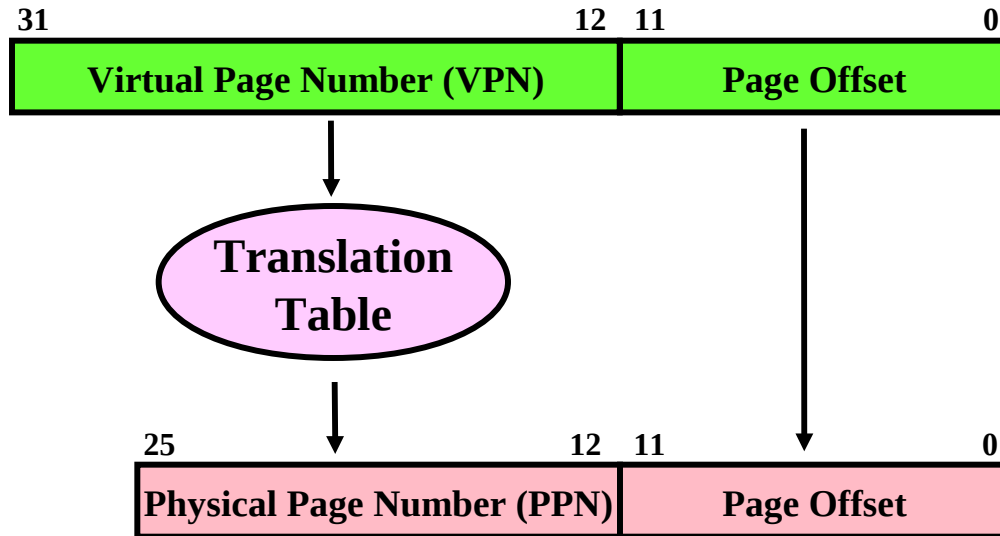 31 12 11 0
Virtual Page Number (VPN) Page Offset
Translation
Table
25 12 11 0
Physical Page Number (PPN) Page Offset